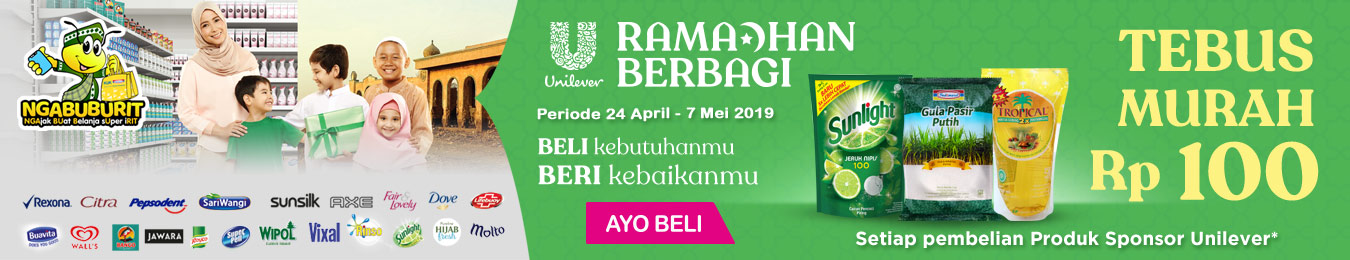 NGABUBURIT
NGAjak BUat Belanja sUper IRIT
Rexona
Citra
Pepsodent
SariWangi
sunsilk
AXE
Fair & Lovely
Dove
Lifebuoy
Buavita
WALL'S
BANGO
JAWARA
Royco
Super Pell
WIPOL
Vixal
Rinso
Sunlight
HIJAB
fresh
Molto
Unilever
RAMADHAN
BERBAGI
Periode 24 April - 7 Mei 2019
BELI kebutuhanmu
BERI kebaikanmu
AYO BELI
Sunlight
JERUK NIPIS
100
Gula Pasir
Putih
TROPICAL
2x
TEBUS
MURAH
Rp 100
Setiap pembelian Produk Sponsor Unilever*